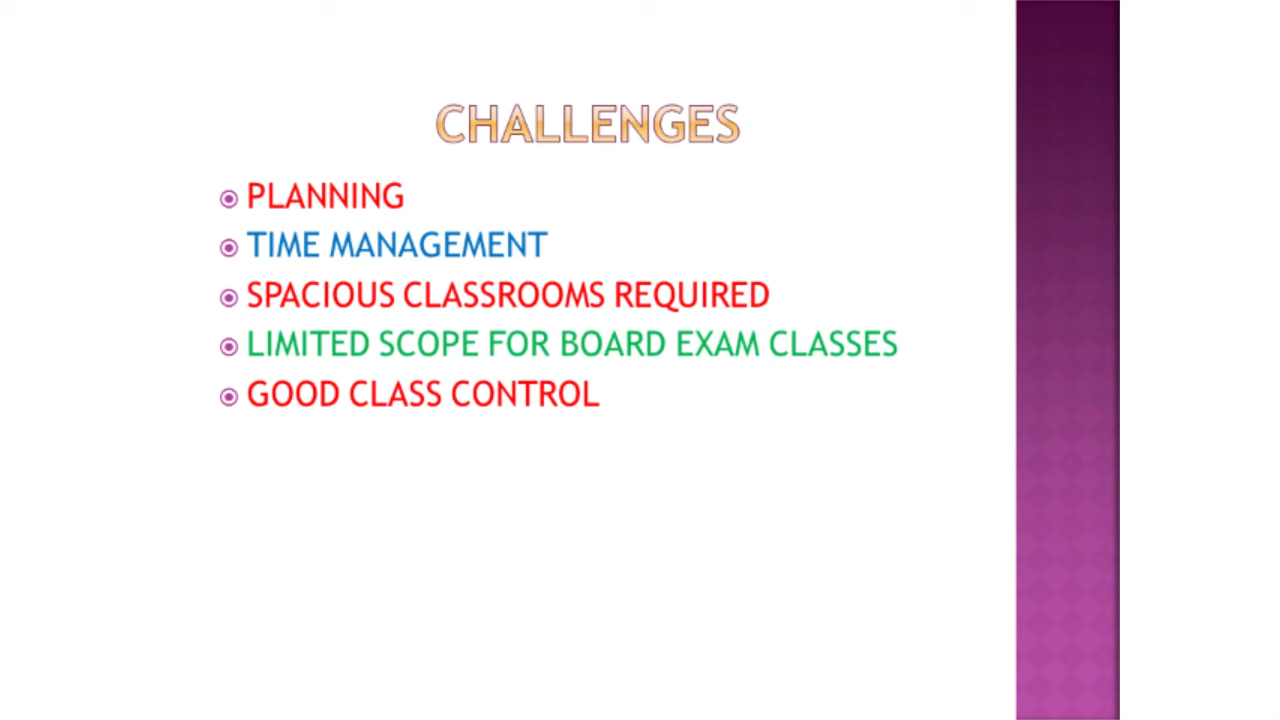 CHALLENGES
PLANNING
TIME MANAGEMENT
SPACIOUS CLASSROOMS REQUIRED
LIMITED SCOPE FOR BOARD EXAM CLASSES
GOOD CLASS CONTROL